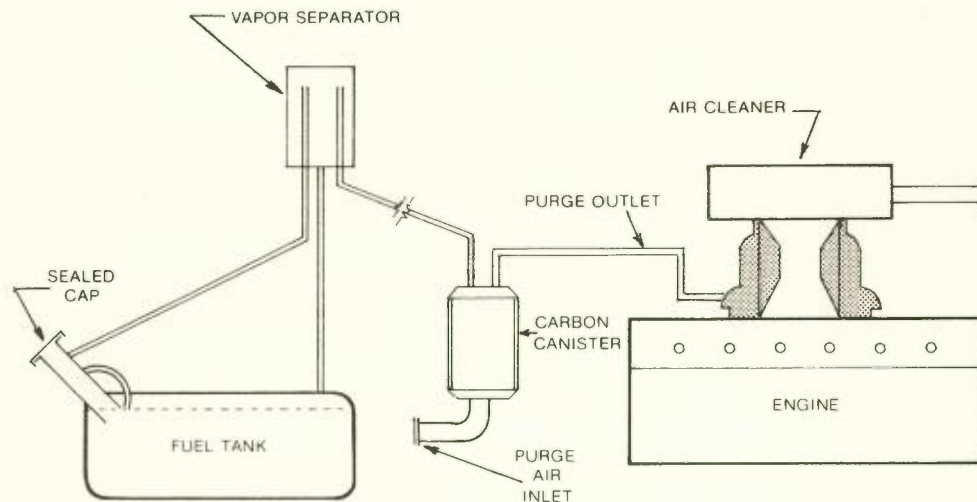 VAPOR SEPARATOR
AIR CLEANER
PURGE OUTLET
SEALED
CAP
CARBON
CANISTER
FUEL TANK
ENGINE
PURGE
AIR
INLET